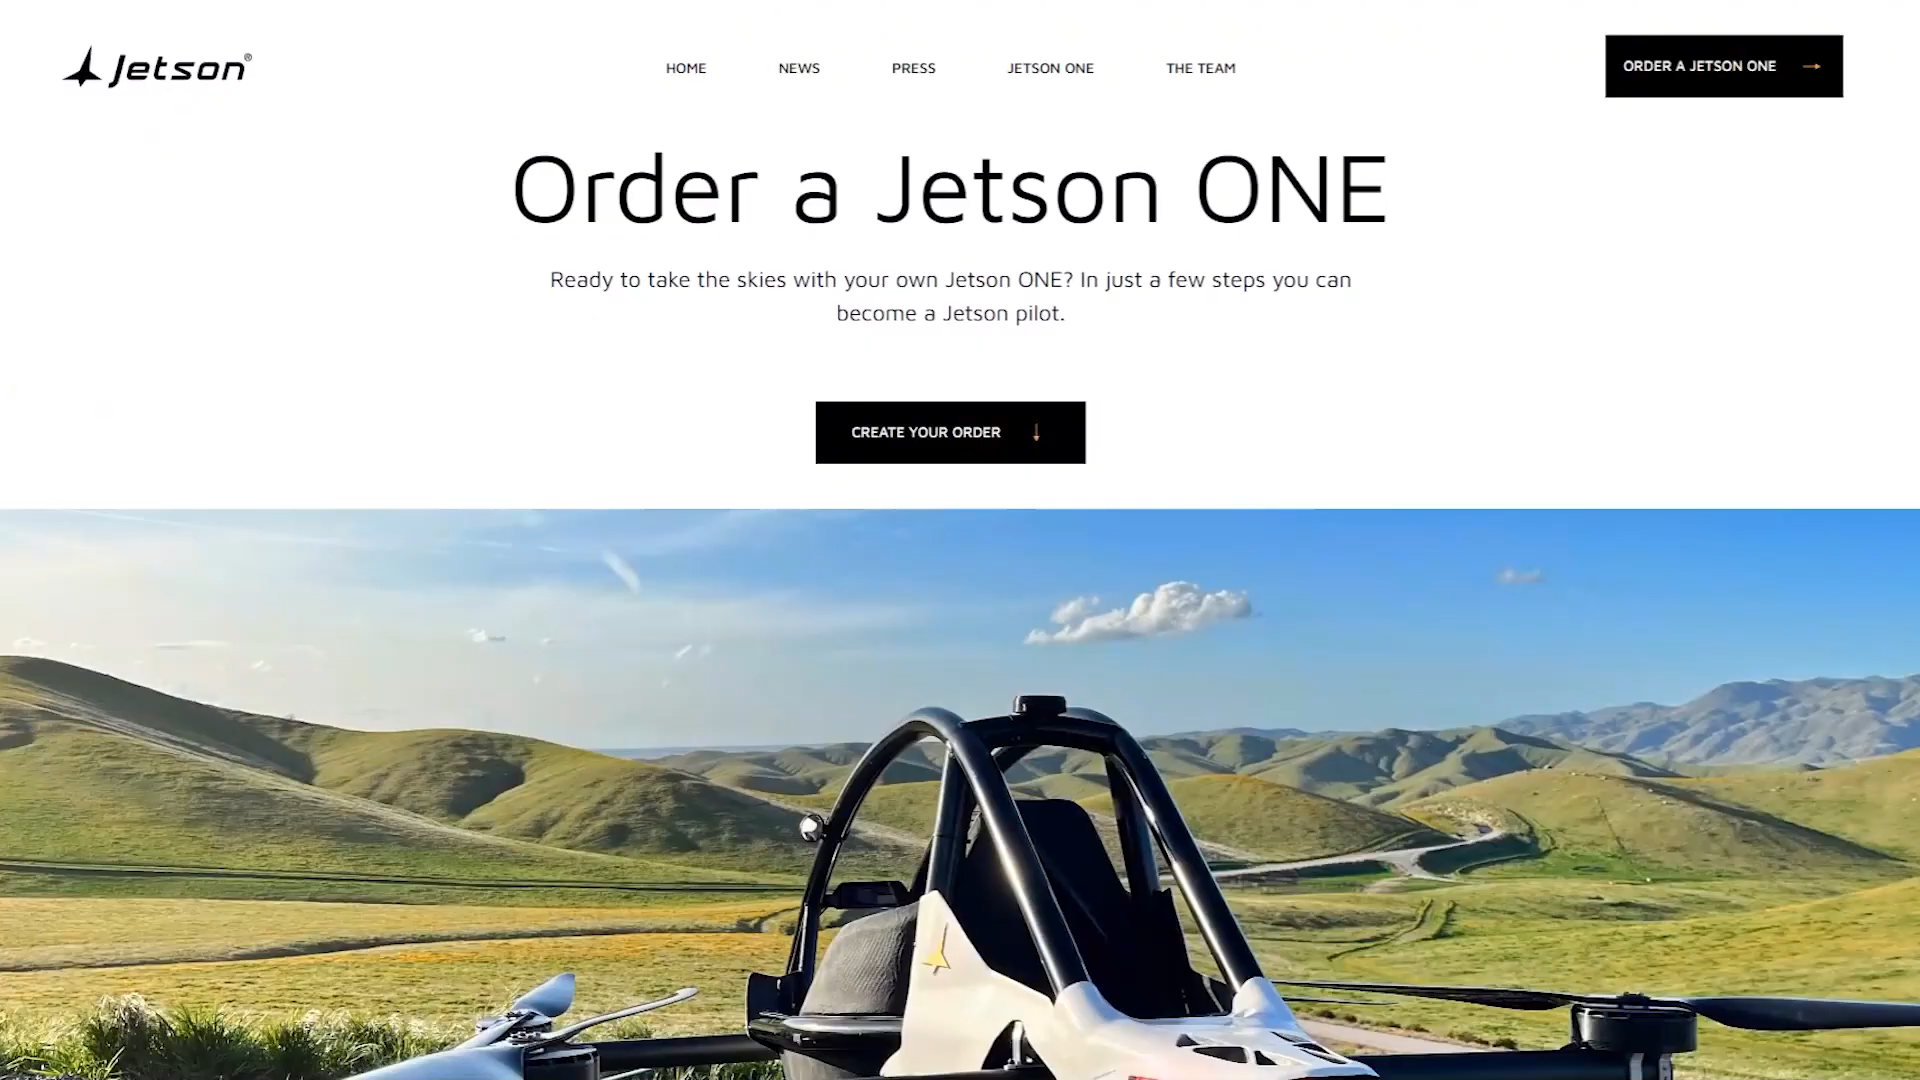 Jetson®
HOME
NEWS
PRESS
JETSON ONE
THE TEAM
ORDER A JETSON ONE
Order a Jetson ONE
Ready to take the skies with your own Jetson ONE? In just a few steps you can
become a Jetson pilot.
CREATE YOUR ORDER